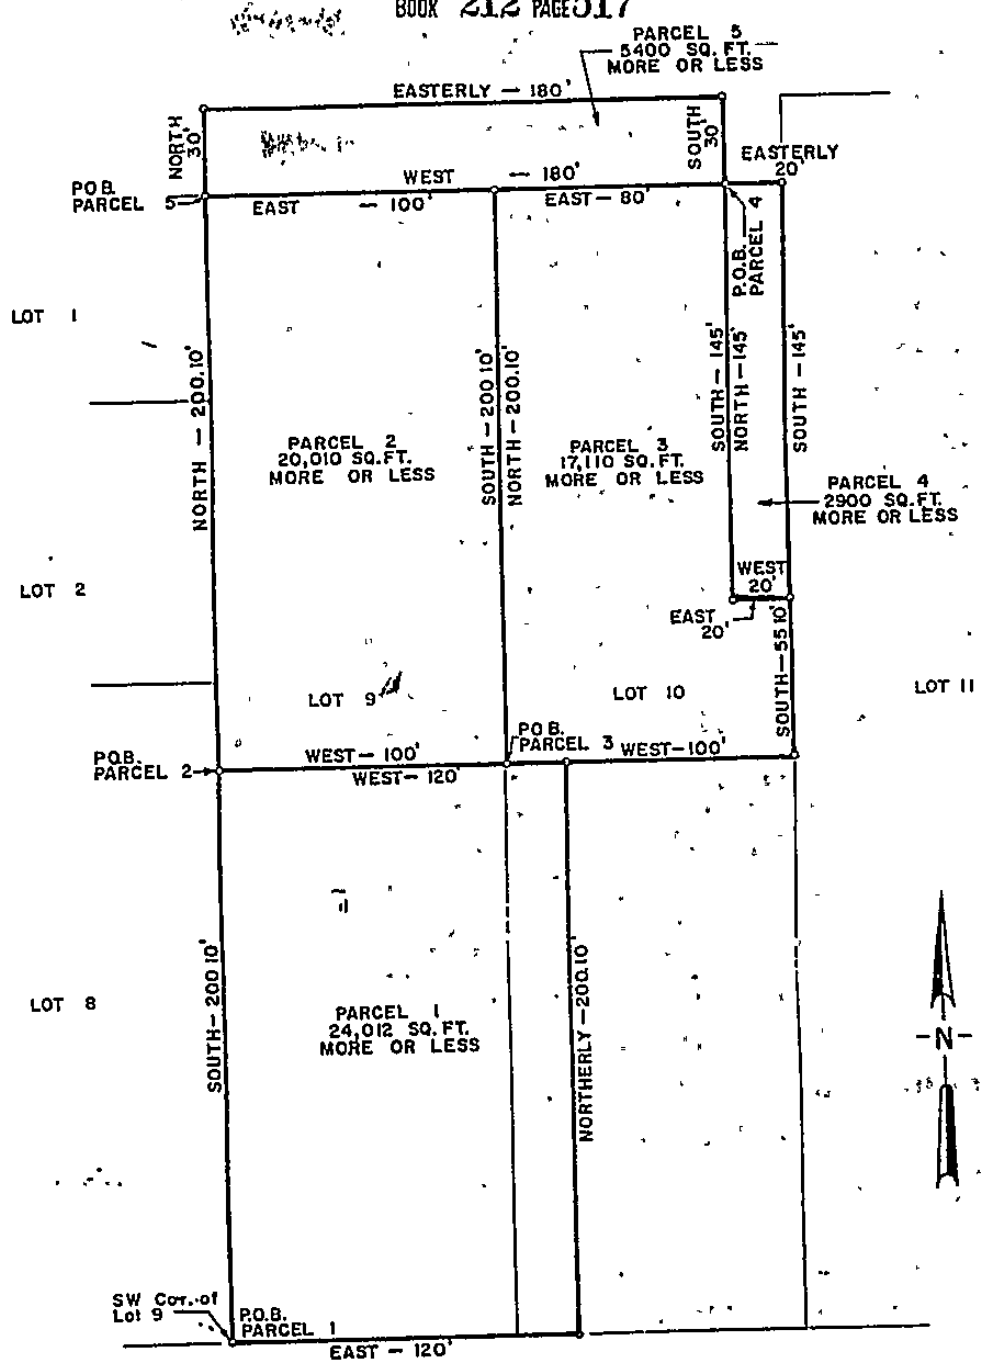 BOOK 212 PAGE 517
PARCEL 5
5400 SQ. FT.
MORE OR LESS
EASTERLY — 180'
NORTH
30'
SOUTH
30'
EASTERLY
20'
WEST — 180'
P.O.B.
PARCEL 5
EAST — 100'
EAST — 80'
P.O.B.
PARCEL 4
LOT 1
NORTH — 200.10'
SOUTH — 200.10'
NORTH — 200.10'
SOUTH — 145'
NORTH — 145'
SOUTH — 145'
PARCEL 2
20,010 SQ. FT.
MORE OR LESS
PARCEL 3
17,110 SQ. FT.
MORE OR LESS
PARCEL 4
2900 SQ. FT.
MORE OR LESS
WEST
20'
LOT 2
EAST
20'
SOUTH — 55.10'
LOT 9
LOT 10
LOT 11
P.O.B.
PARCEL 3
WEST — 100'
WEST — 100'
P.O.B.
PARCEL 2
WEST — 120'
SOUTH — 200.10'
NORTHERLY — 200.10'
LOT 8
PARCEL 1
24,012 SQ. FT.
MORE OR LESS
-N-
SW Cor. of
Lot 9
P.O.B.
PARCEL 1
EAST — 120'